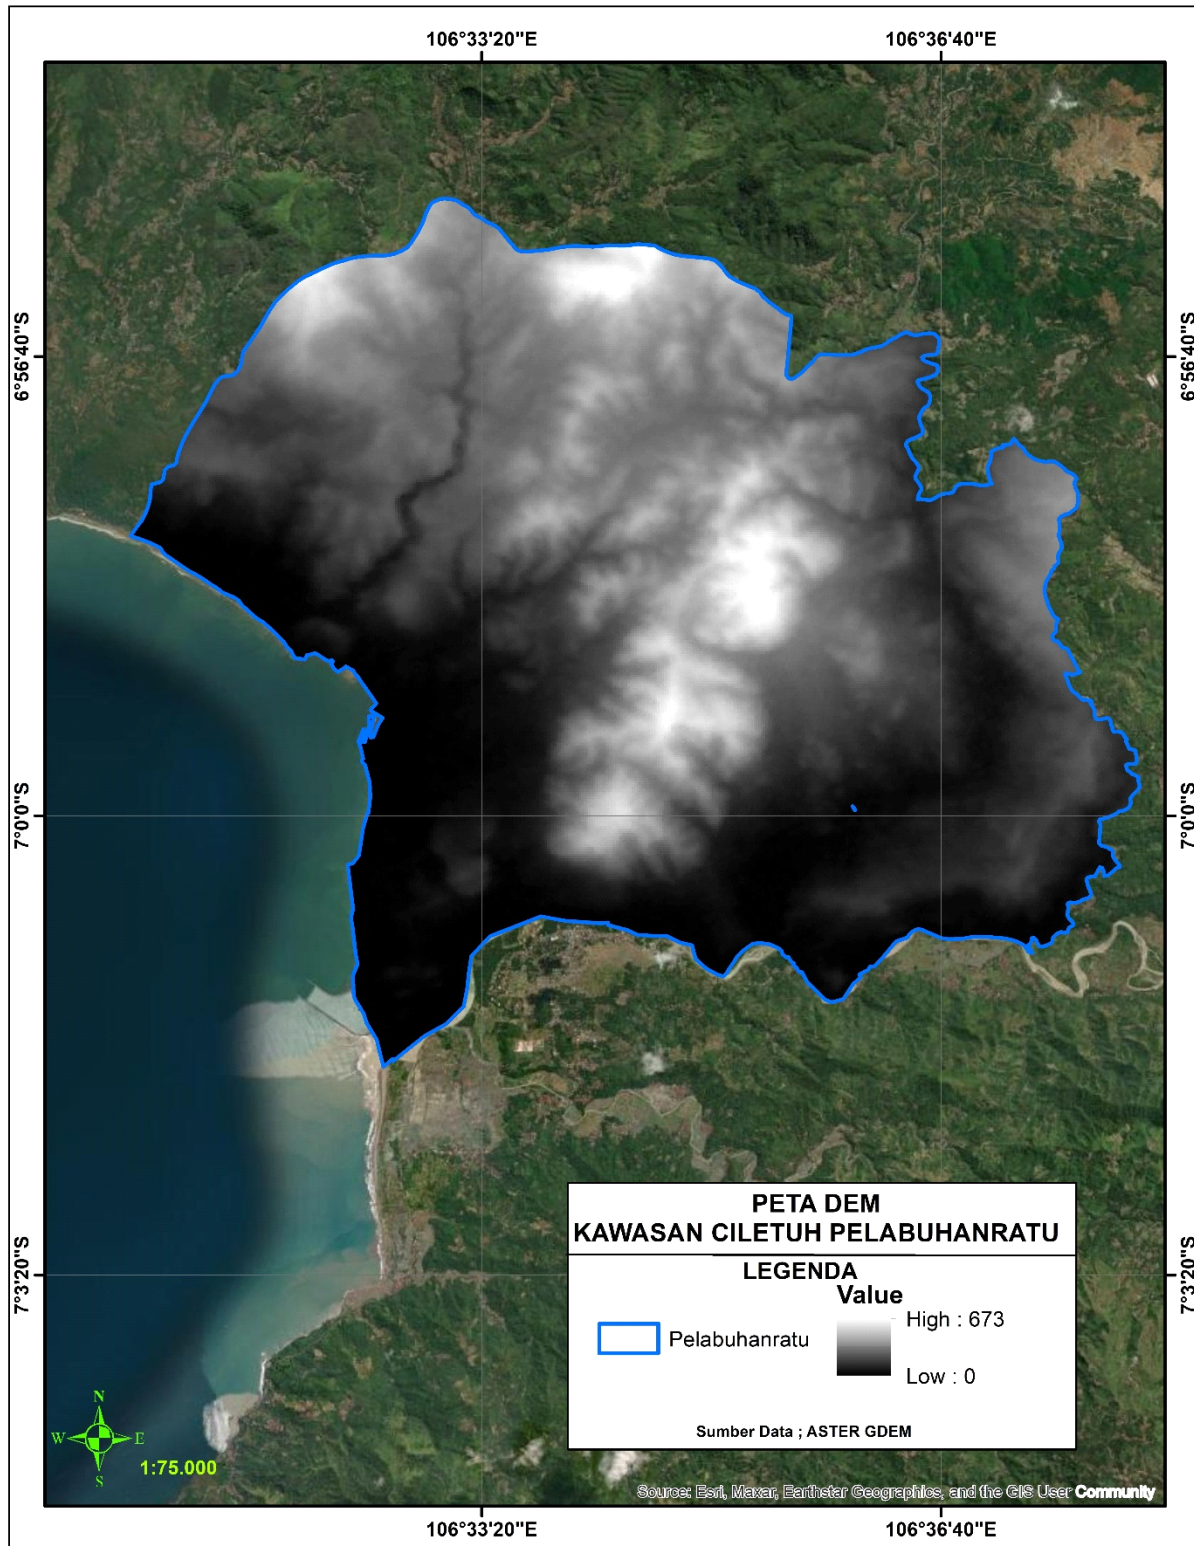 106°33'20"E
106°36'40"E
6°56'40"S
6°56'40"S
7°0'0"S
7°0'0"S
7°3'20"S
7°3'20"S
PETA DEM
KAWASAN CILETUH PELABUHANRATU
LEGENDA
Value
Pelabuhanratu
High : 673
Low : 0
Sumber Data ; ASTER GDEM
N
W
E
S
1:75.000
Source: Esri, Maxar, Earthstar Geographics, and the GIS User Community
106°33'20"E
106°36'40"E